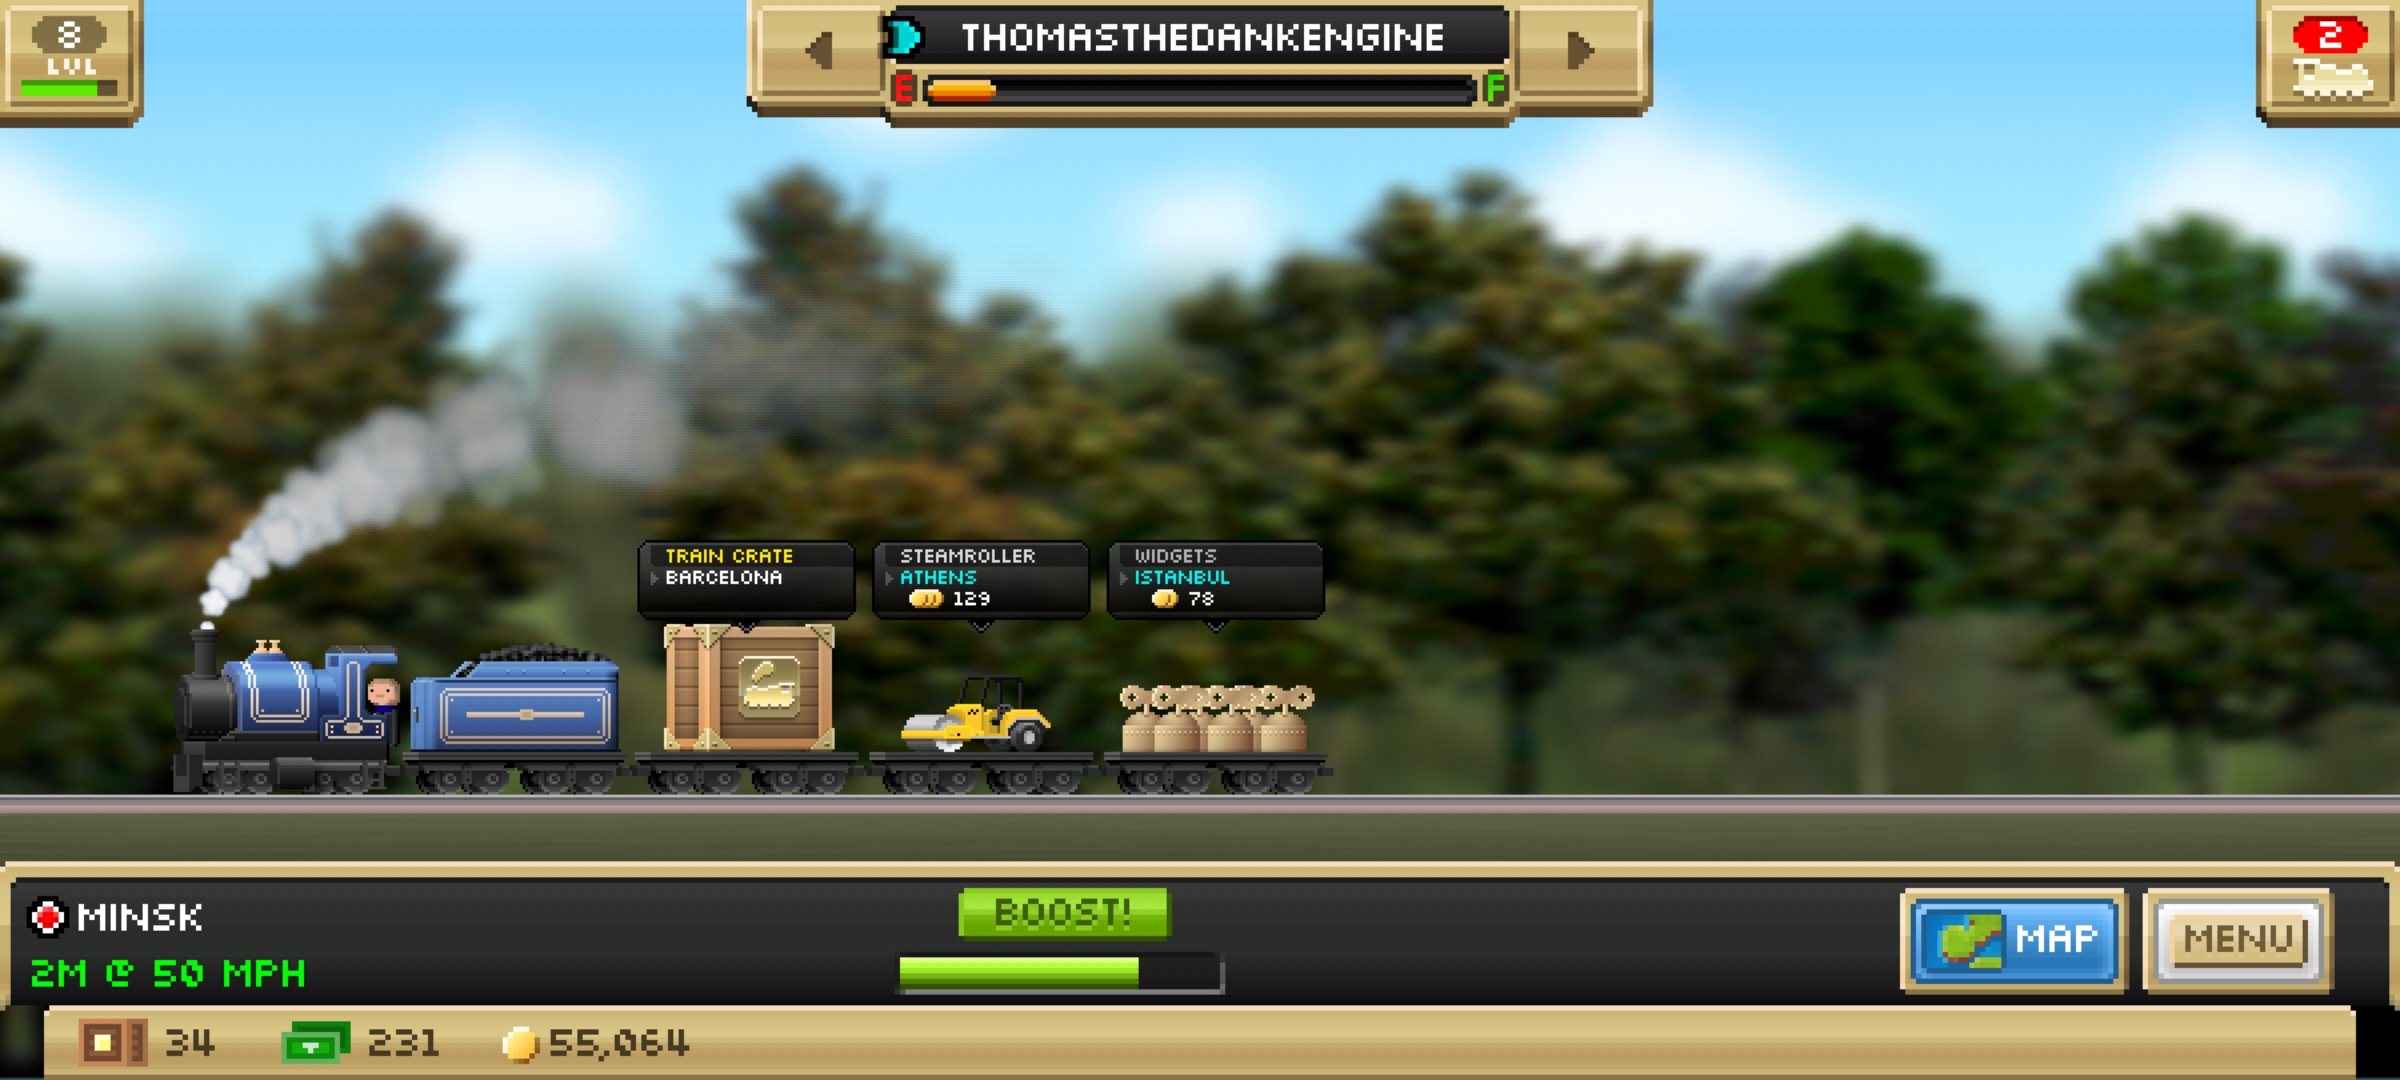 8
LVL
THOMASTHEDANKENGINE
E F
2
TRAIN CRATE
BARCELONA
STEAMROLLER
ATHENS
129
WIDGETS
ISTANBUL
78
MINSK
2M @ 50 MPH
BOOST!
MAP
MENU
34 231 55,064